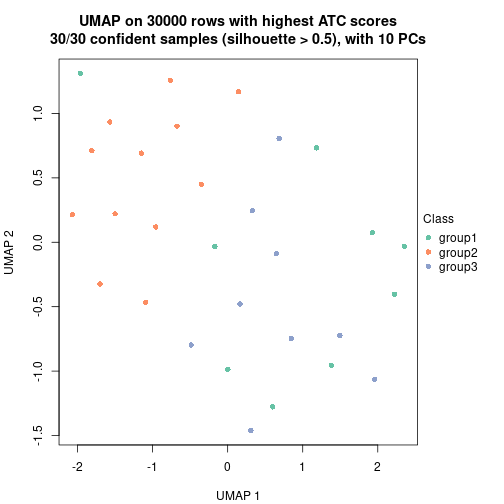 UMAP on 30000 rows with highest ATC scores
30/30 confident samples (silhouette > 0.5), with 10 PCs
1.0
0.5
0.0
-0.5
-1.0
-1.5
UMAP 2
-2
-1
0
1
2
UMAP 1
Class
group1
group2
group3